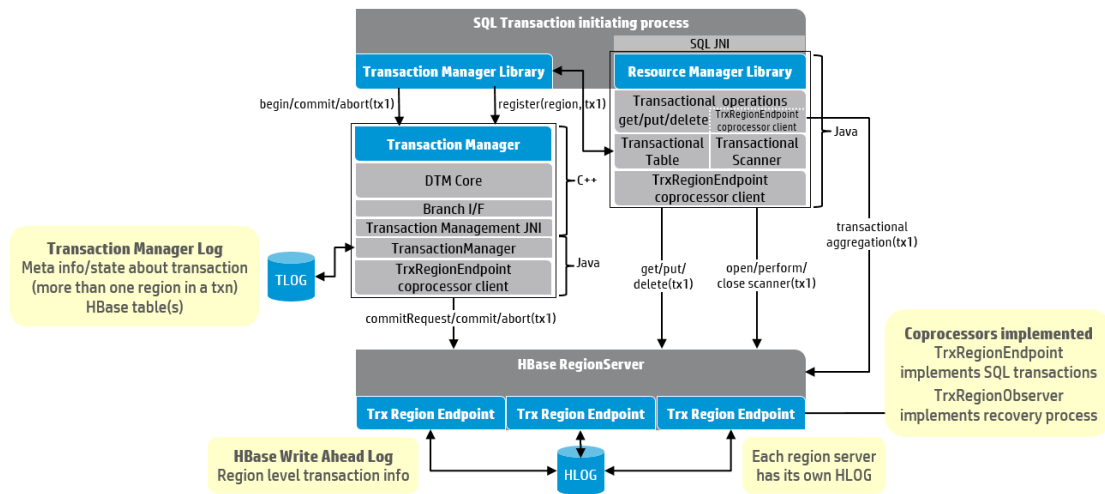 SQL Transaction initiating process
SQL JNI
Transaction Manager Library
Resource Manager Library
Transactional operations
get/put/delete
TrxRegionEndpoint
coprocessor client
Transactional
Table
Transactional
Scanner
TrxRegionEndpoint
coprocessor client
Java
begin/commit/abort(tx1)
register(region, tx1)
Transaction Manager
DTM Core
Branch I/F
Transaction Management JNI
TransactionManager
TrxRegionEndpoint
coprocessor client
C++
Java
Transaction Manager Log
Meta info/state about transaction
(more than one region in a txn)
HBase table(s)
TLOG
get/put/
delete(tx1)
open/perform/
close scanner(tx1)
transactional
aggregation(tx1)
commitRequest/commit/abort(tx1)
HBase RegionServer
Trx Region Endpoint
Trx Region Endpoint
Trx Region Endpoint
Coprocessors implemented
TrxRegionEndpoint
implements SQL transactions
TrxRegionObserver
implements recovery process
HBase Write Ahead Log
Region level transaction info
HLOG
Each region server
has its own HLOG